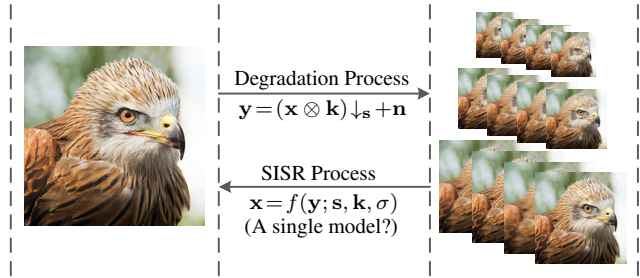 Degradation Process
y = (x ⊗ k) ↓s + n
SISR Process
x = f(y; s, k, σ)
(A single model?)